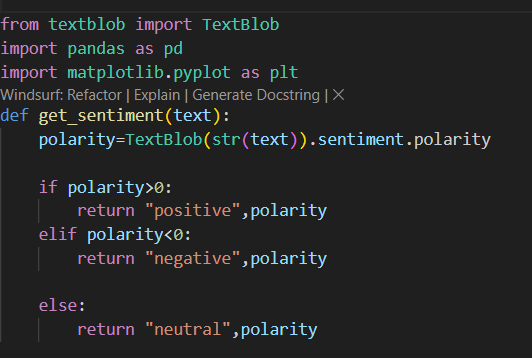 from textblob import TextBlob
import pandas as pd
import matplotlib.pyplot as plt
Windsurf: Refactor | Explain | Generate Docstring | ×
def get_sentiment(text):
    polarity=TextBlob(str(text)).sentiment.polarity
    if polarity>0:
        return "positive",polarity
    elif polarity<0:
        return "negative",polarity
    else:
        return "neutral",polarity